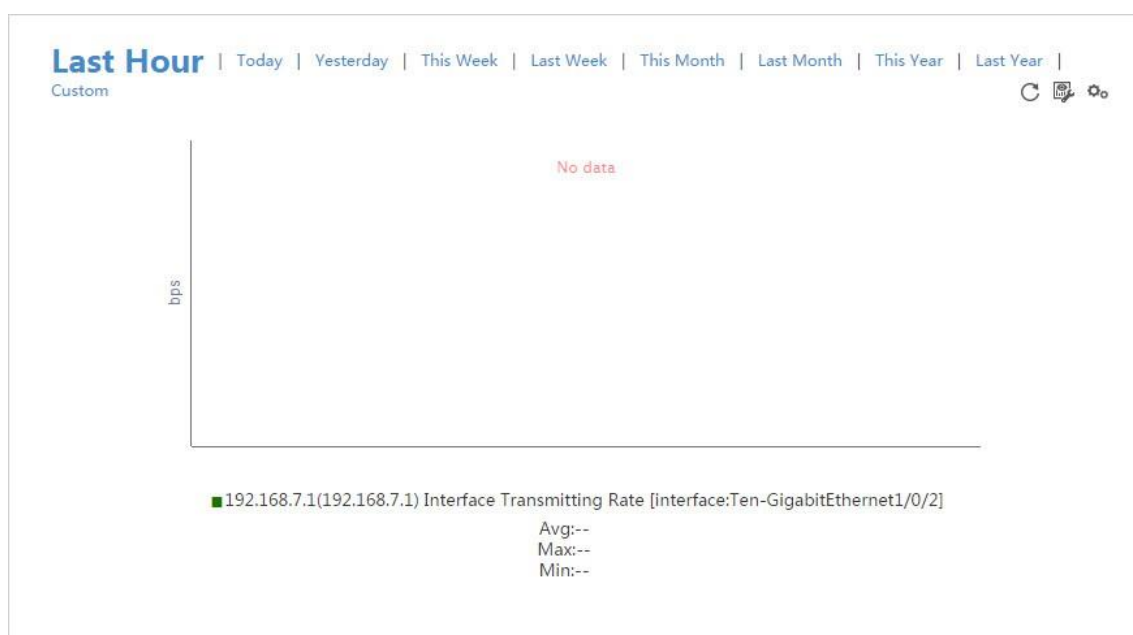 Last Hour | Today | Yesterday | This Week | Last Week | This Month | Last Month | This Year | Last Year |
Custom
No data
bps
192.168.7.1(192.168.7.1) Interface Transmitting Rate [interface:Ten-GigabitEthernet1/0/2]
Avg:--
Max:--
Min:--